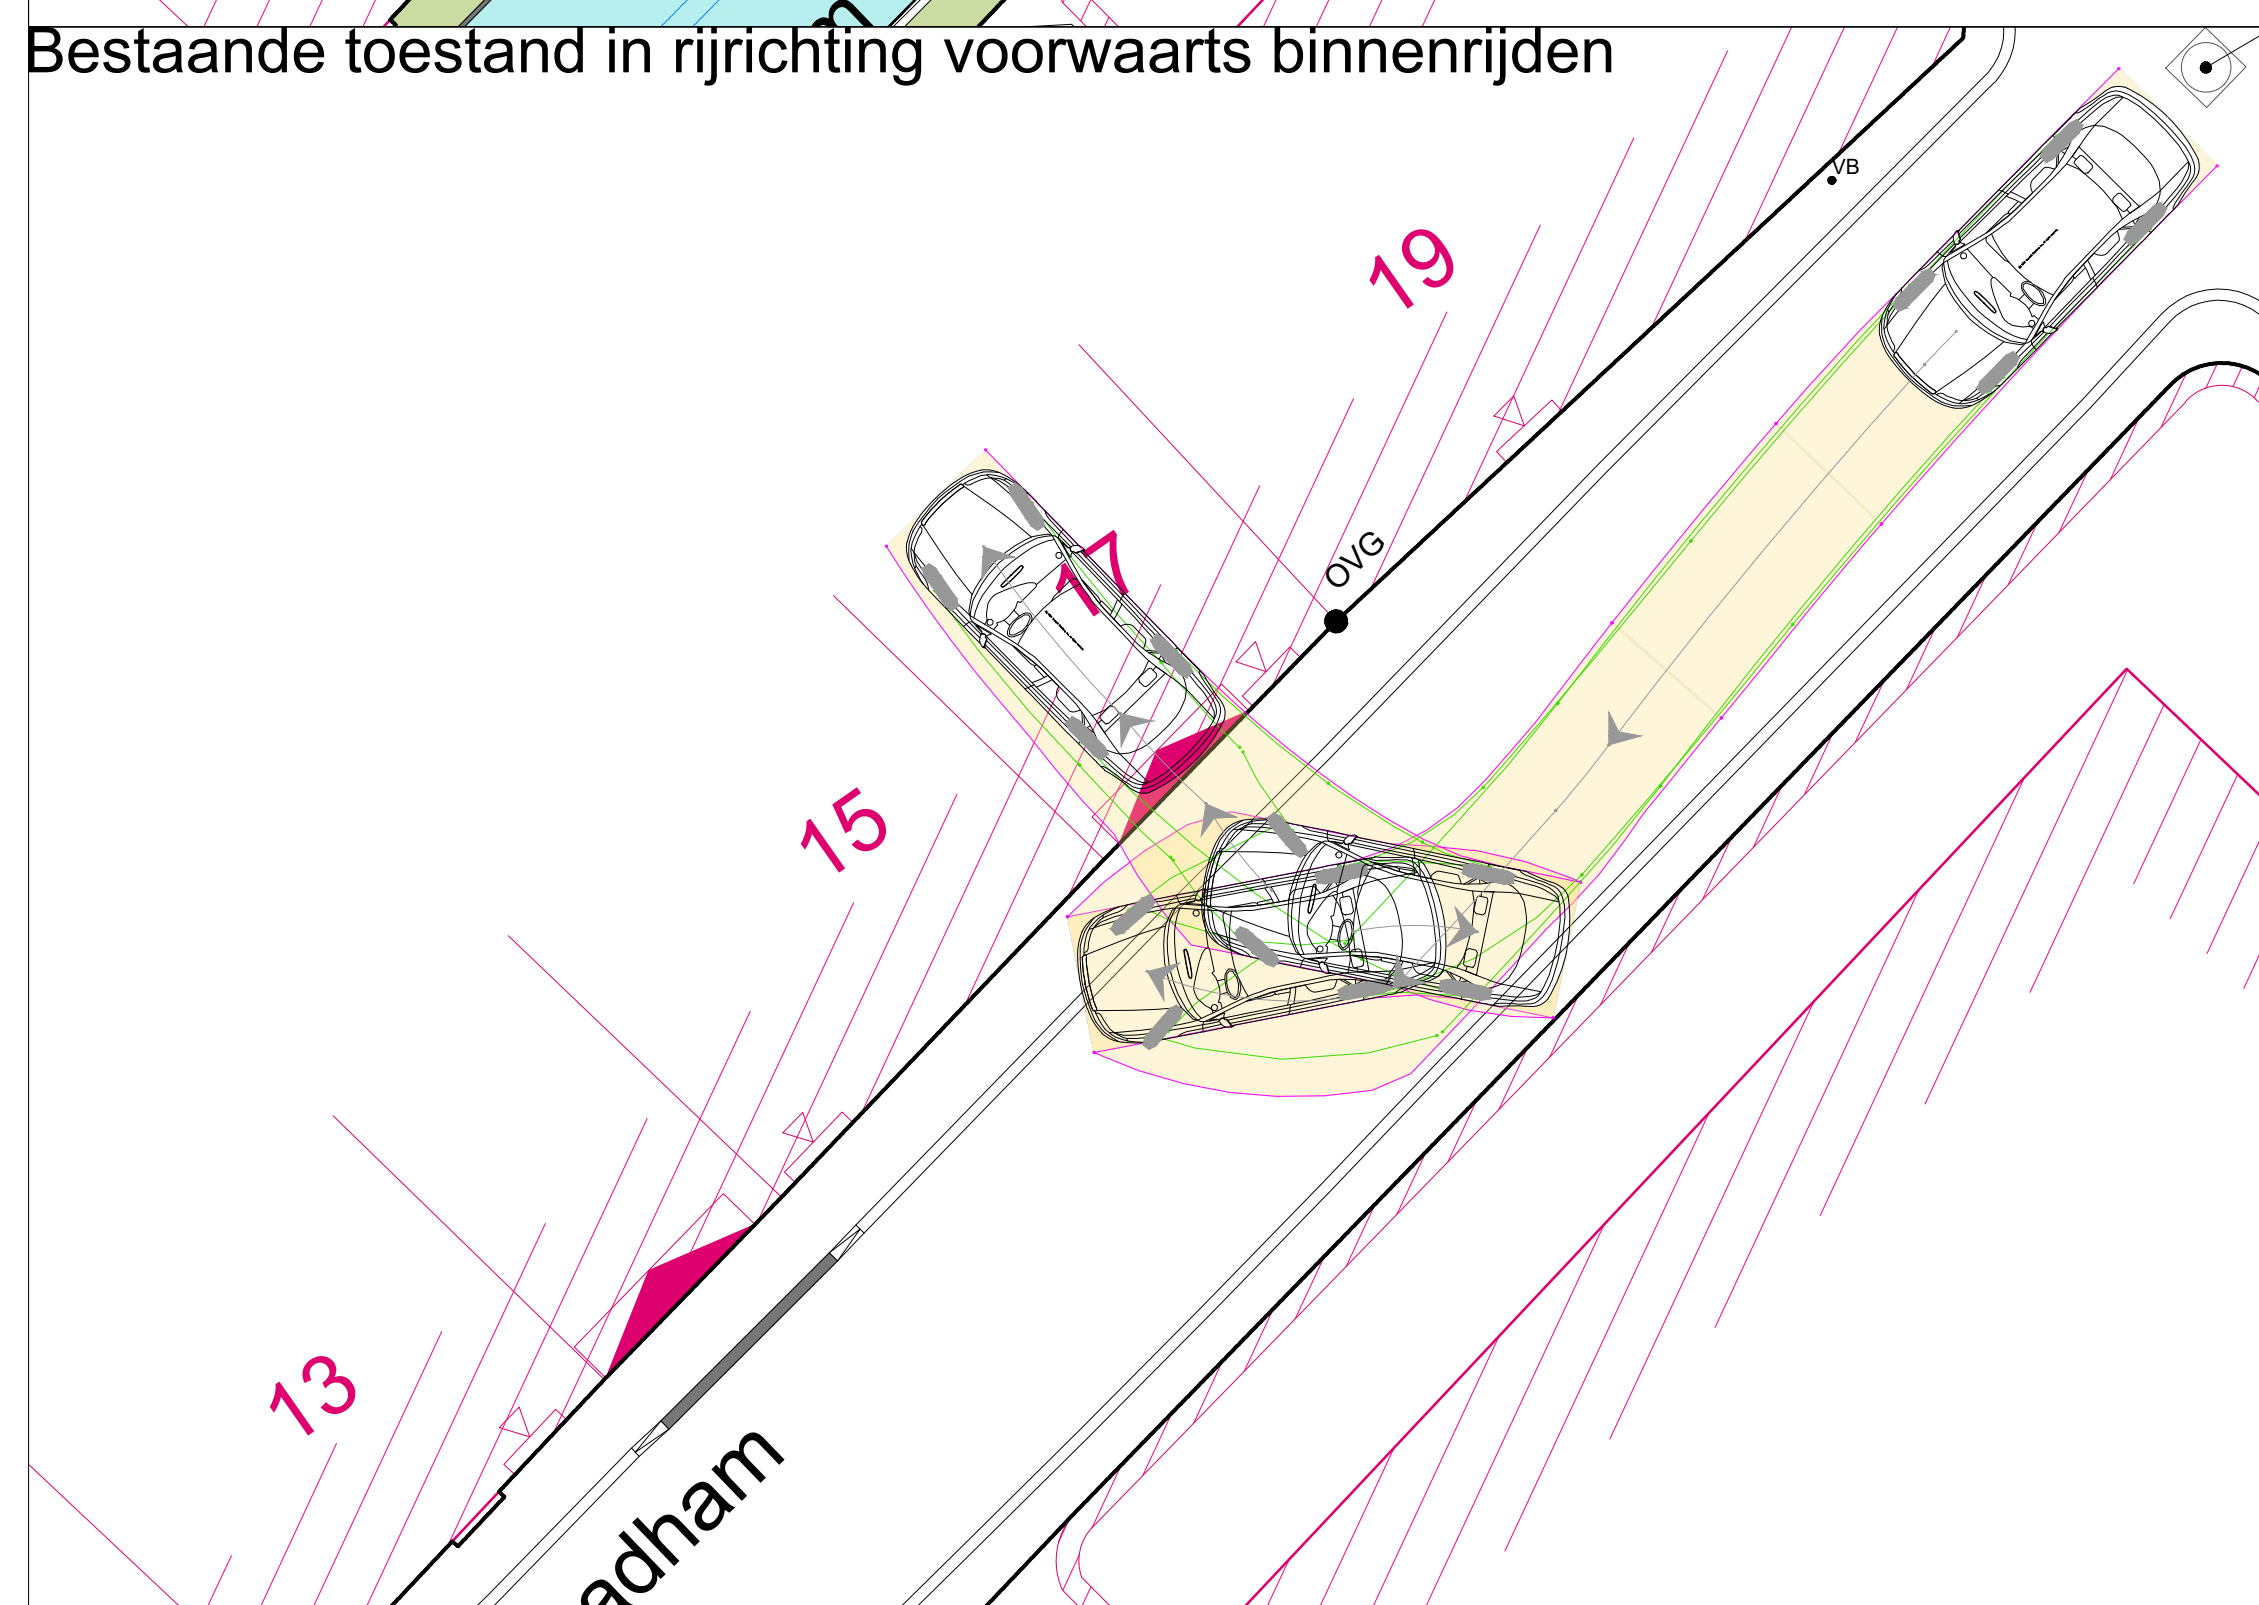 Bestaande toestand in rijrichting voorwaarts binnenrijden
VB
19
OVG
17
15
13
adham